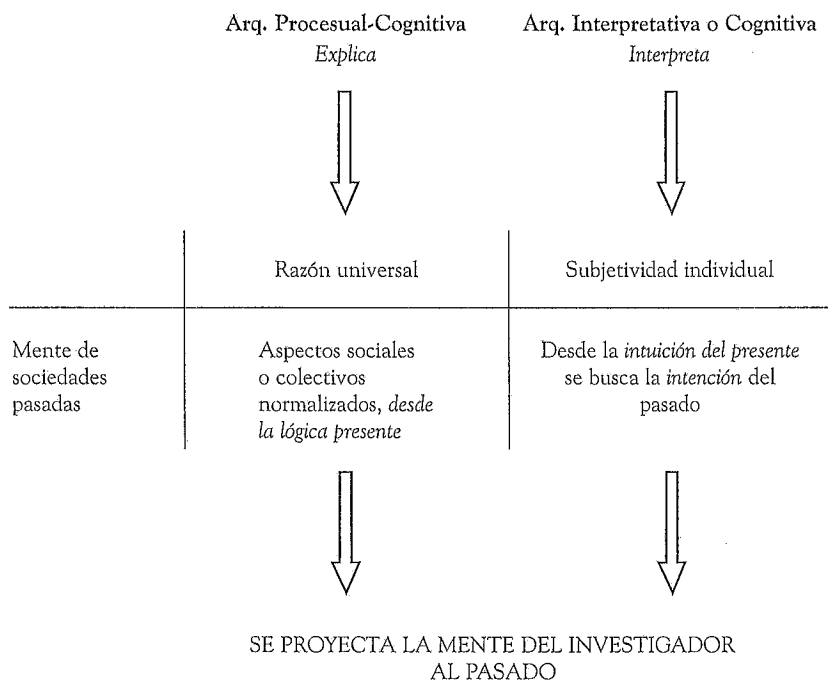 Arq. Procesual-Cognitiva
Explica
Arq. Interpretativa o Cognitiva
Interpreta
Razón universal
Subjetividad individual
Mente de
sociedades
pasadas
Aspectos sociales
o colectivos
normalizados, desde
la lógica presente
Desde la intuición del presente
se busca la intención del
pasado
SE PROYECTA LA MENTE DEL INVESTIGADOR
AL PASADO